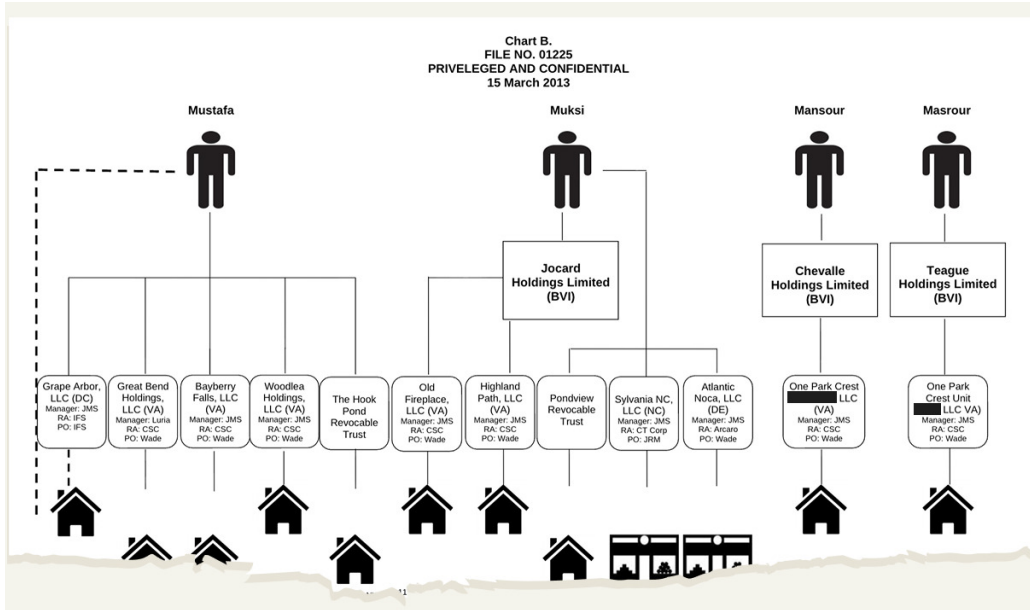 Chart B.
FILE NO. 01225
PRIVELEGED AND CONFIDENTIAL
15 March 2013
Mustafa
Muksi
Mansour
Masrour
Jocard
Holdings Limited
(BVI)
Chevalle
Holdings Limited
(BVI)
Teague
Holdings Limited
(BVI)
Grape Arbor,
LLC (DC)
Manager: JMS
RA: IFS
PO: IFS
Great Bend
Holdings,
LLC (VA)
Manager: Luria
RA: CSC
PO: Wade
Bayberry
Falls, LLC
(VA)
Manager: JMS
RA: CSC
PO: Wade
Woodlea
Holdings,
LLC (VA)
Manager: JMS
RA: CSC
PO: Wade
The Hook
Pond
Revocable
Trust
Old
Fireplace,
LLC (VA)
Manager: JMS
RA: CSC
PO: Wade
Highland
Path, LLC
(VA)
Manager: JMS
RA: CSC
PO: Wade
Pondview
Revocable
Trust
Sylvania NC,
LLC (NC)
Manager: JMS
RA: CT Corp
PO: JRM
Atlantic
Noca, LLC
(DE)
Manager: JMS
RA: Arcaro
PO: Wade
One Park Crest
LLC
(VA)
Manager: JMS
RA: CSC
PO: Wade
One Park
Crest Unit
LLC VA)
Manager: JMS
RA: CSC
PO: Wade